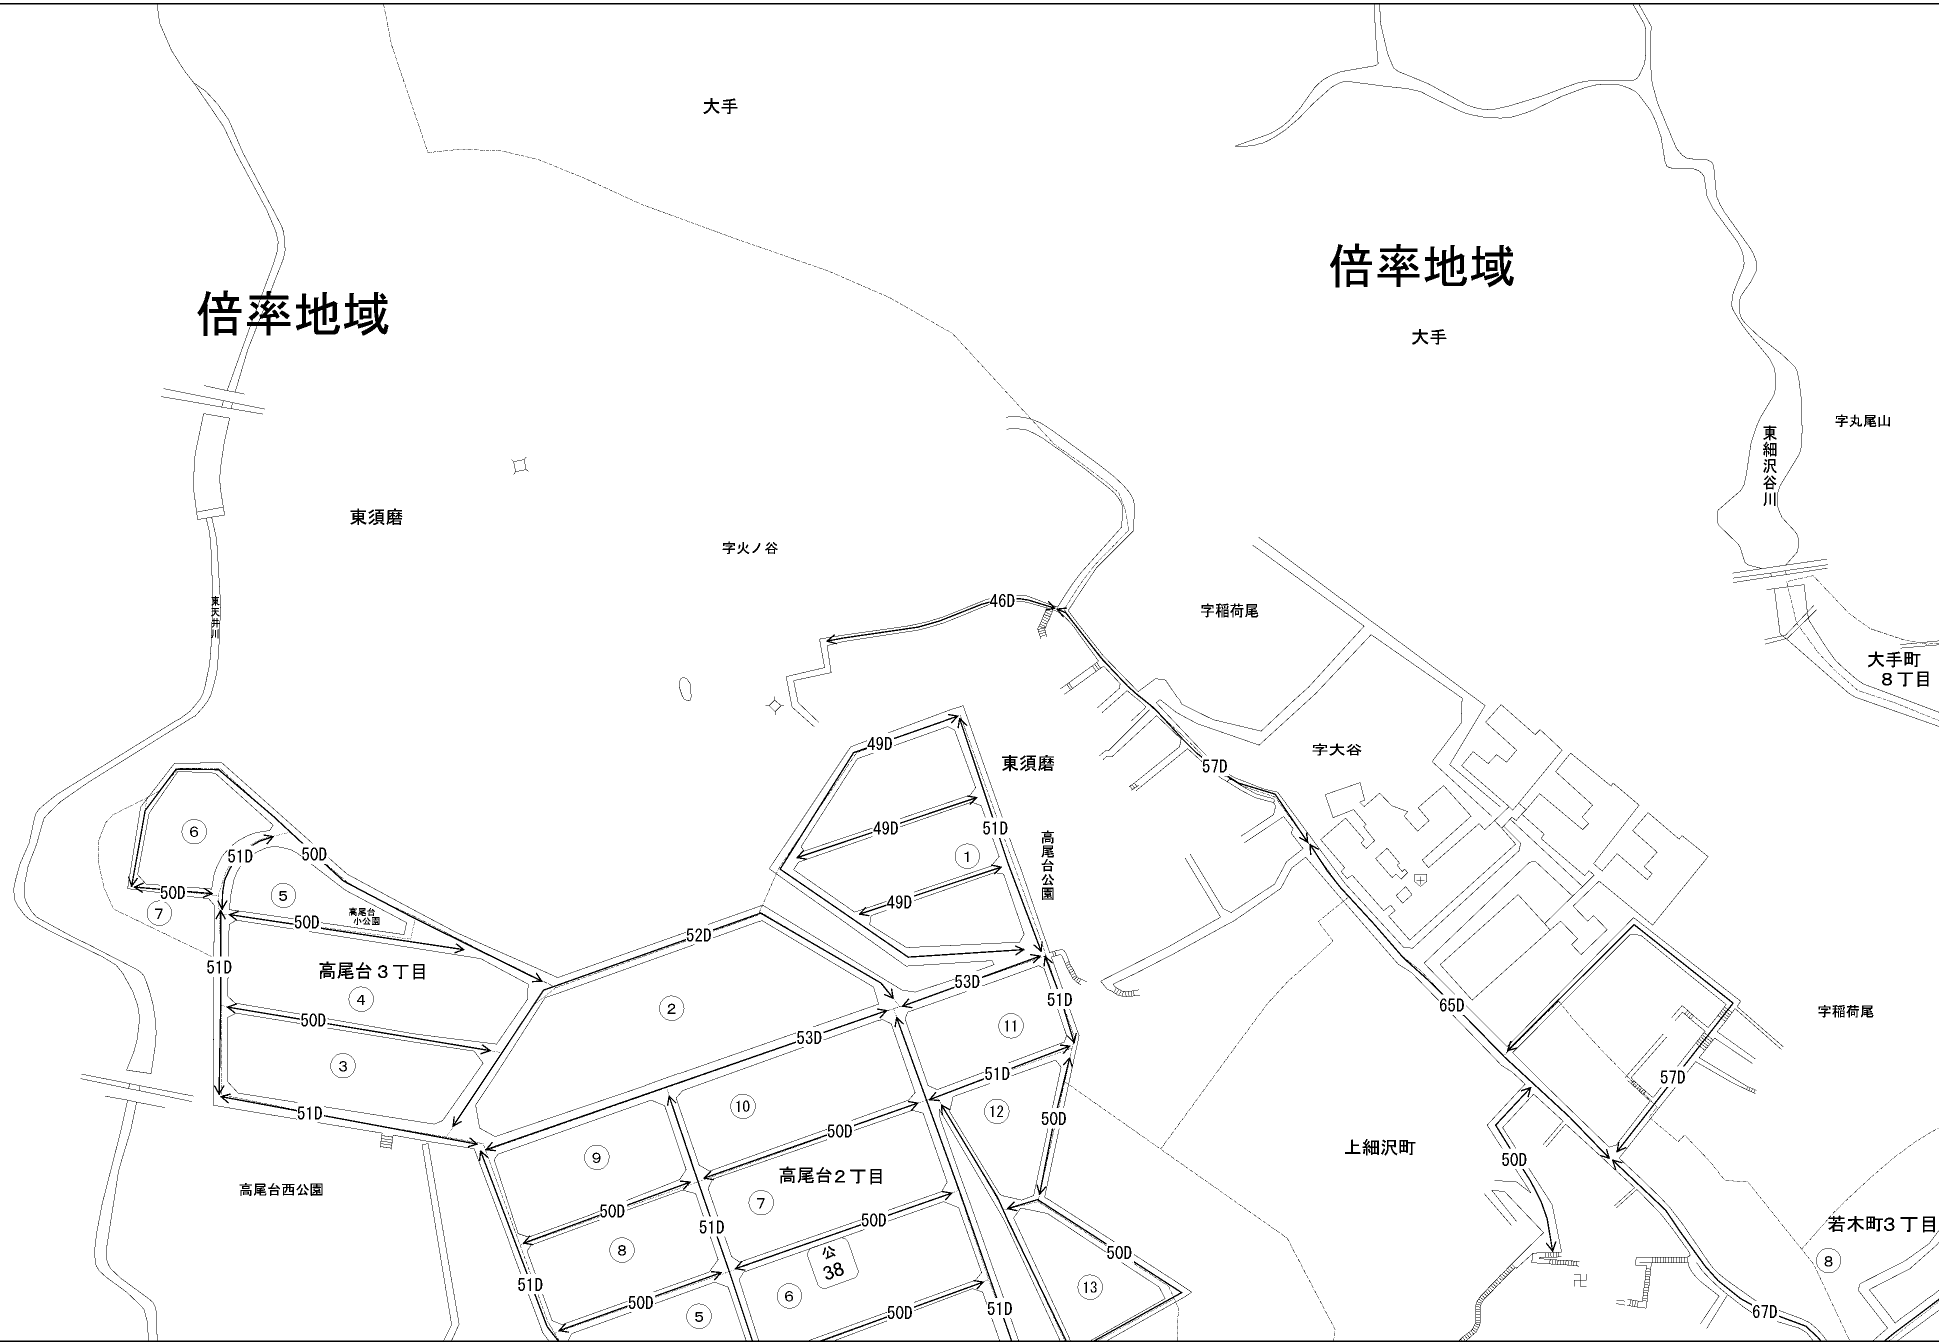 大手
倍率地域
倍率地域
大手
字丸尾山
東細沢谷川
東須磨
字火ノ谷
東天井川
46D
字稲荷尾
大手町
8丁目
49D
57D
字大谷
東須磨
6
51D
50D
49D
51D
1
高尾台公園
50D
5
7
高尾台
小公園
50D
49D
52D
51D
高尾台3丁目
4
2
53D
51D
65D
字稲荷尾
50D
53D
11
3
51D
57D
51D
10
12
50D
50D
9
高尾台2丁目
上細沢町
50D
高尾台西公園
7
50D
51D
50D
若木町3丁目
8
公
38
50D
8
51D
13
6
50D
5
50D
51D
67D